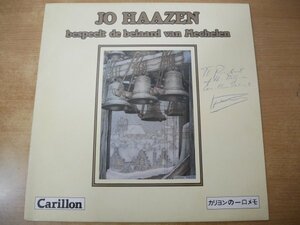 JO HAAZEN
bespeelt de beiaard van Mechelen
Carillon
カリヨンの一口メモ